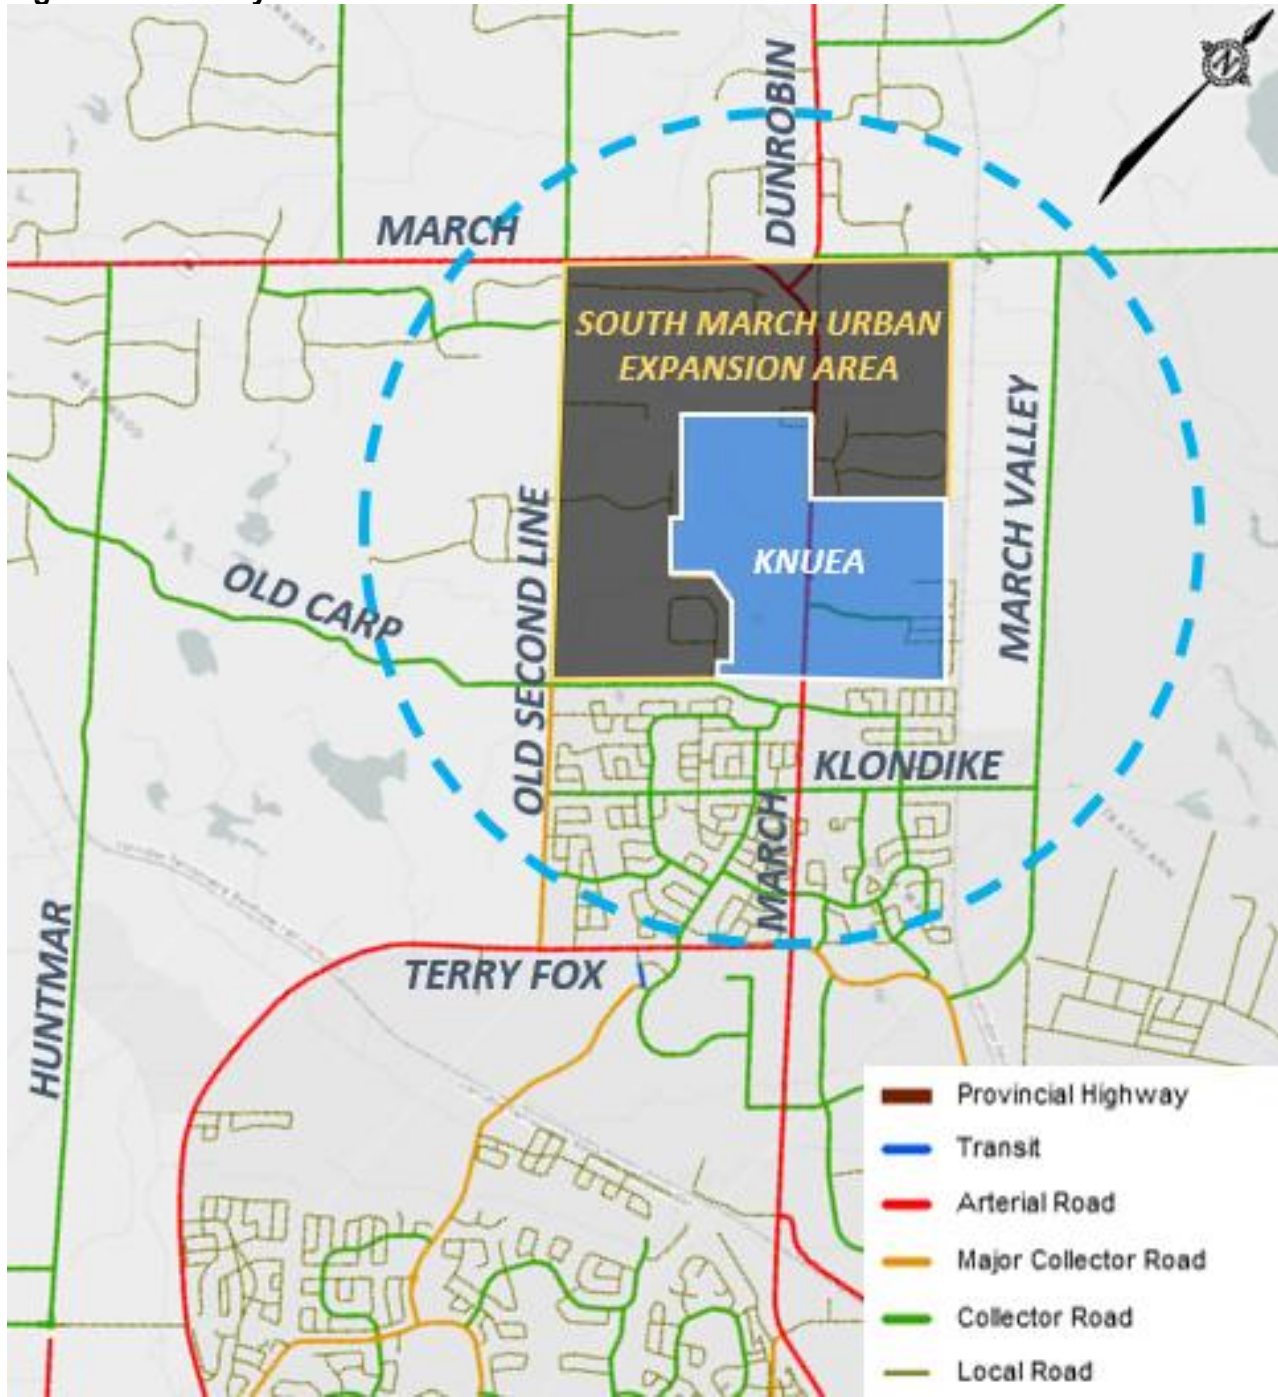 DUNROBIN
N
MARCH
SOUTH MARCH URBAN
EXPANSION AREA
MARCH VALLEY
KNUEA
OLD SECOND LINE
OLD CARP
KLONDIKE
MARCH
HUNTMAR
TERRY FOX
Provincial Highway
Transit
Arterial Road
Major Collector Road
Collector Road
Local Road